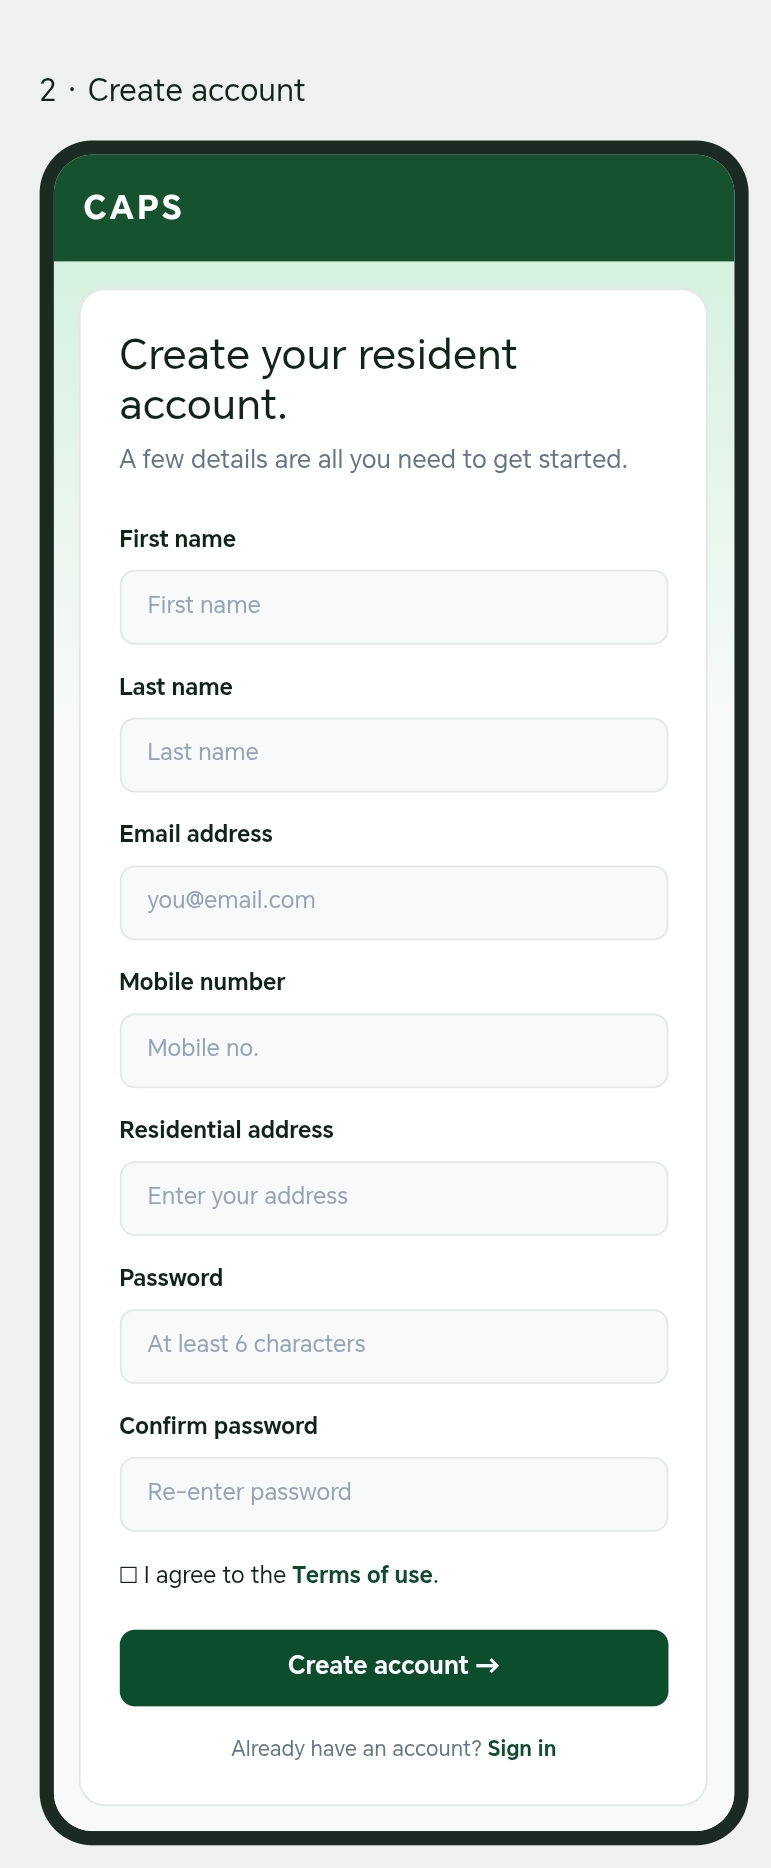 2 · Create account
CAPS
Create your resident
account.
A few details are all you need to get started.
First name
First name
Last name
Last name
Email address
you@email.com
Mobile number
Mobile no.
Residential address
Enter your address
Password
At least 6 characters
Confirm password
Re-enter password
☐ I agree to the Terms of use.
Create account →
Already have an account? Sign in